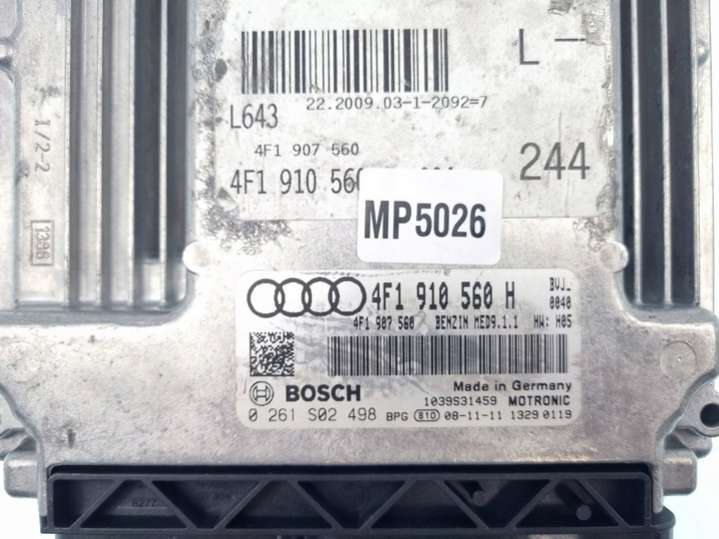 L
22.2009.03-1-2092=7
L643
4F1 907 560
4F1 910 560
244
MP5026
1/2-2
1386
4F1 910 560 H
BVJ_
0040
4F1 907 560 BENZIN MED9.1.1 HW: H05
BOSCH
Made in Germany
1039S31459 MOTRONIC
0 261 S02 498 BPG 810 08-11-11 1329 0119